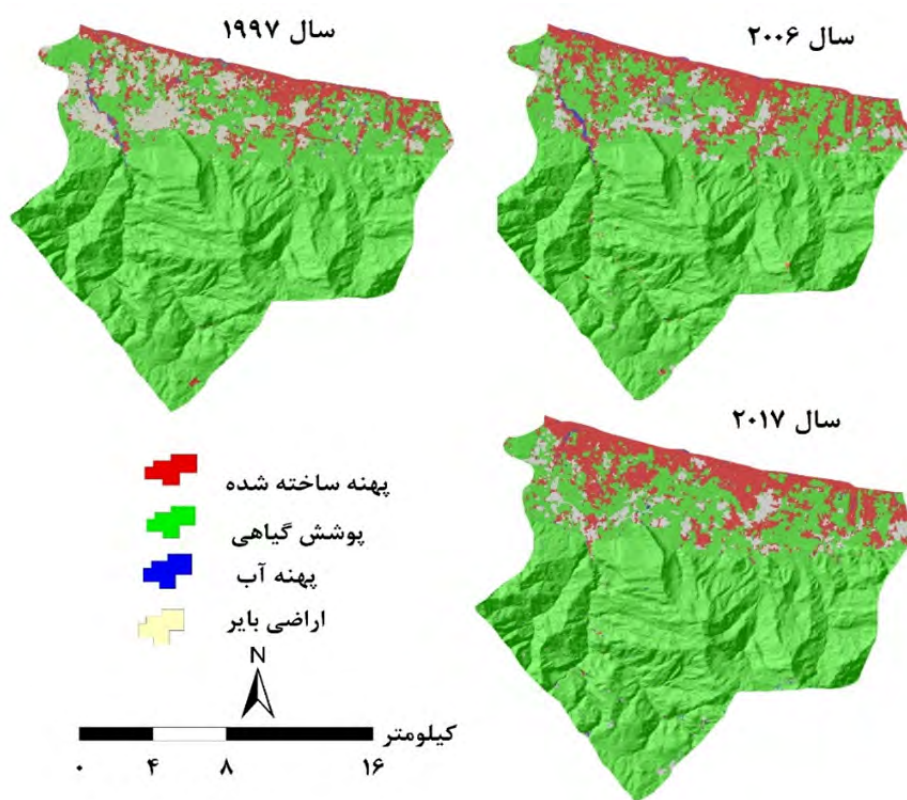 سال ۱۹۹۷
سال ۲۰۰۶
سال ۲۰۱۷
پهنه ساخته شده
پوشش گیاهی
پهنه آب
اراضی بایر
N
کیلومتر
۰ ۴ ۸ ۱۶